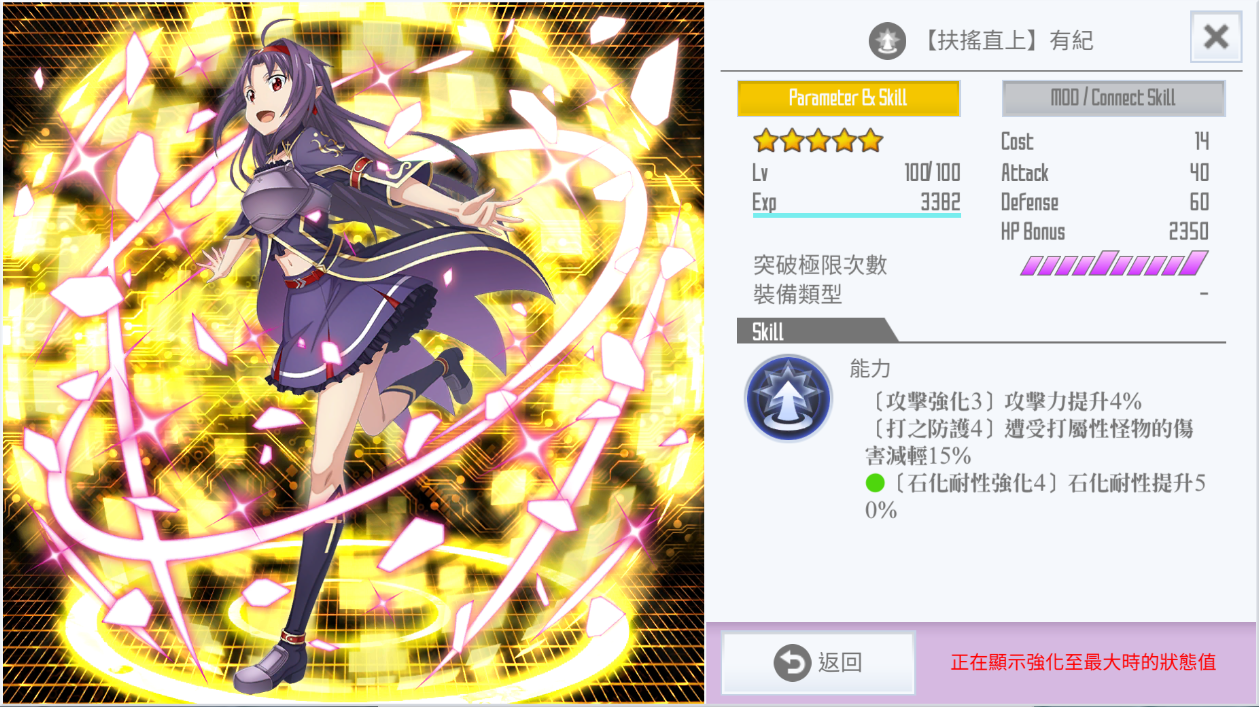 【扶搖直上】有紀
Parameter & Skill
MOD / Connect Skill
Lv 100/100
Exp 3382
Cost 14
Attack 40
Defense 60
HP Bonus 2350
突破極限次數
裝備類型 -
Skill
能力
〔攻擊強化3〕攻擊力提升4%
〔打之防護4〕遭受打屬性怪物的傷
害減輕15%
〔石化耐性強化4〕石化耐性提升5
0%
返回
正在顯示強化至最大時的狀態值